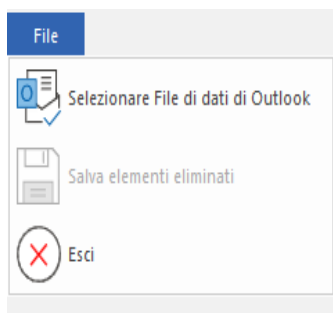 File
Selezionare File di dati di Outlook
Salva elementi eliminati
Esci